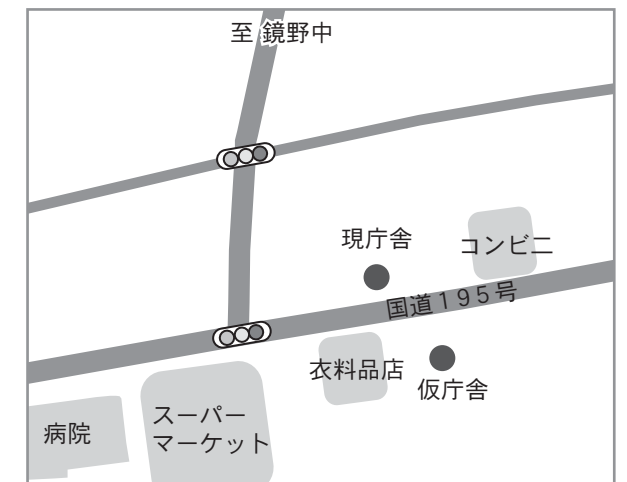 至 鏡野中
現庁舎
コンビニ
国道195号
衣料品店
仮庁舎
スーパー
マーケット
病院